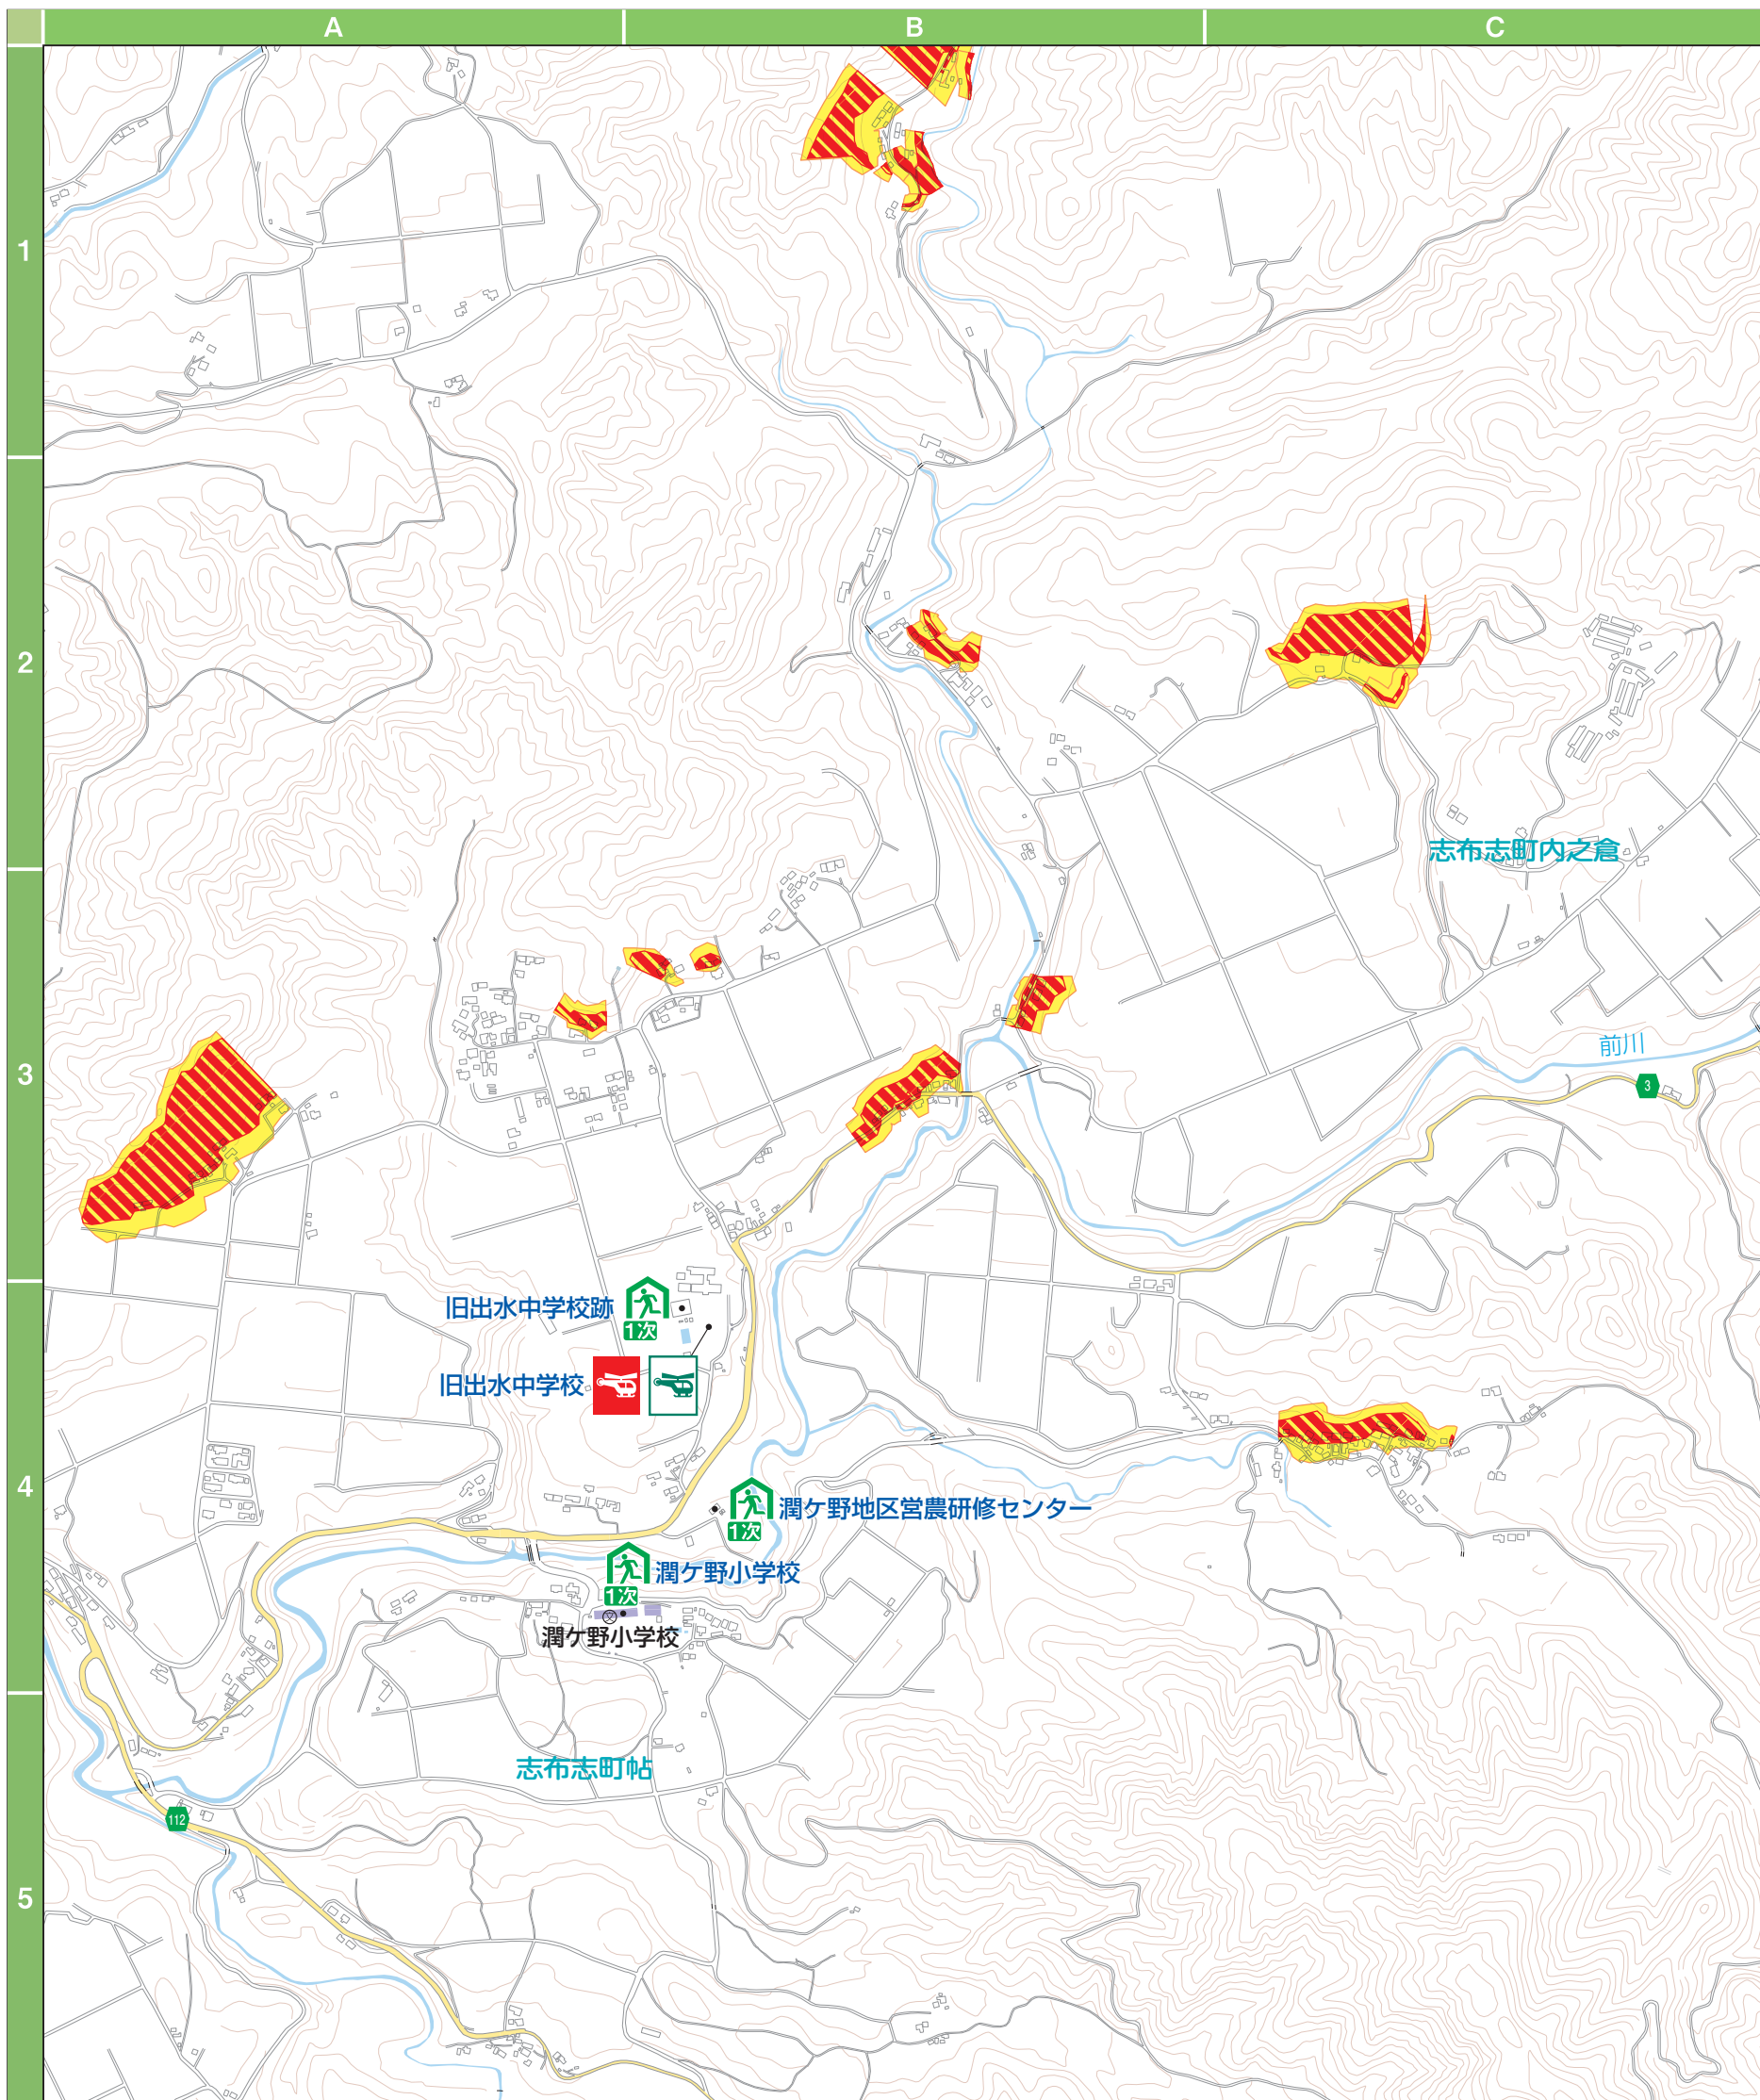 A
B
C
1
2
志布志町内之倉
3
前川
3
旧出水中学校跡
1次
旧出水中学校
4
潤ケ野地区営農研修センター
1次
潤ケ野小学校
1次
文
潤ケ野小学校
志布志町帖
112
5